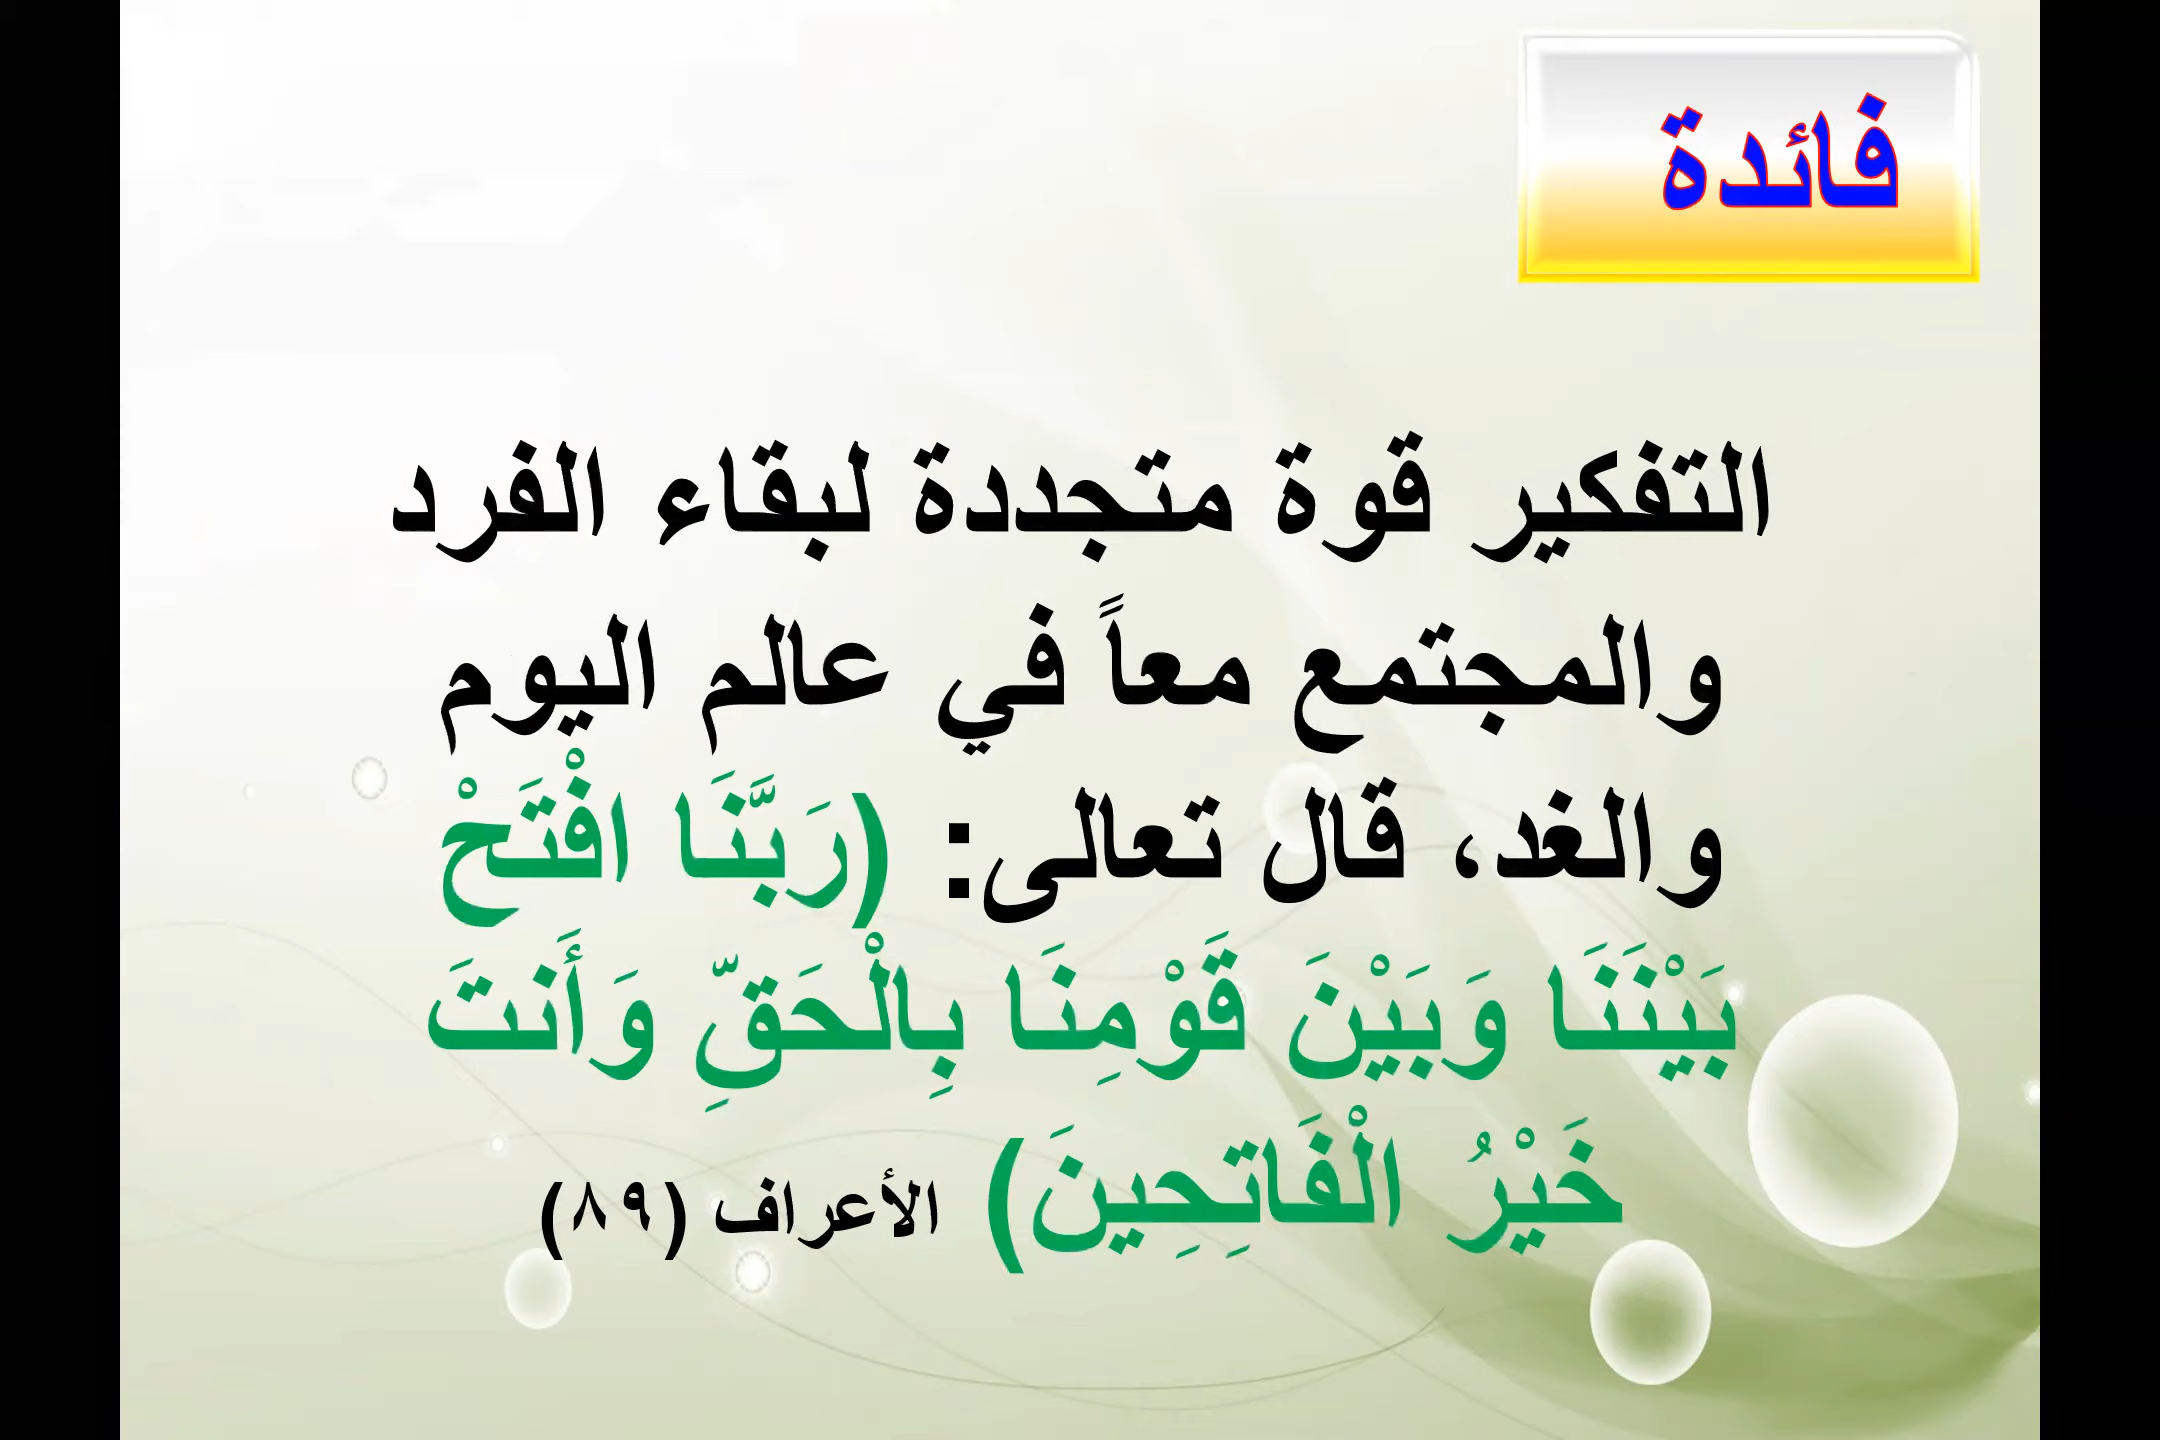 فائدة
التفكير قوة متجددة لبقاء الفرد
والمجتمع معاً في عالم اليوم
والغد، قال تعالى: (رَبَّنَا افْتَحْ
بَيْنَنَا وَبَيْنَ قَوْمِنَا بِالْحَقِّ وَأَنتَ
خَيْرُ الْفَاتِحِينَ) الأعراف (٨٩)